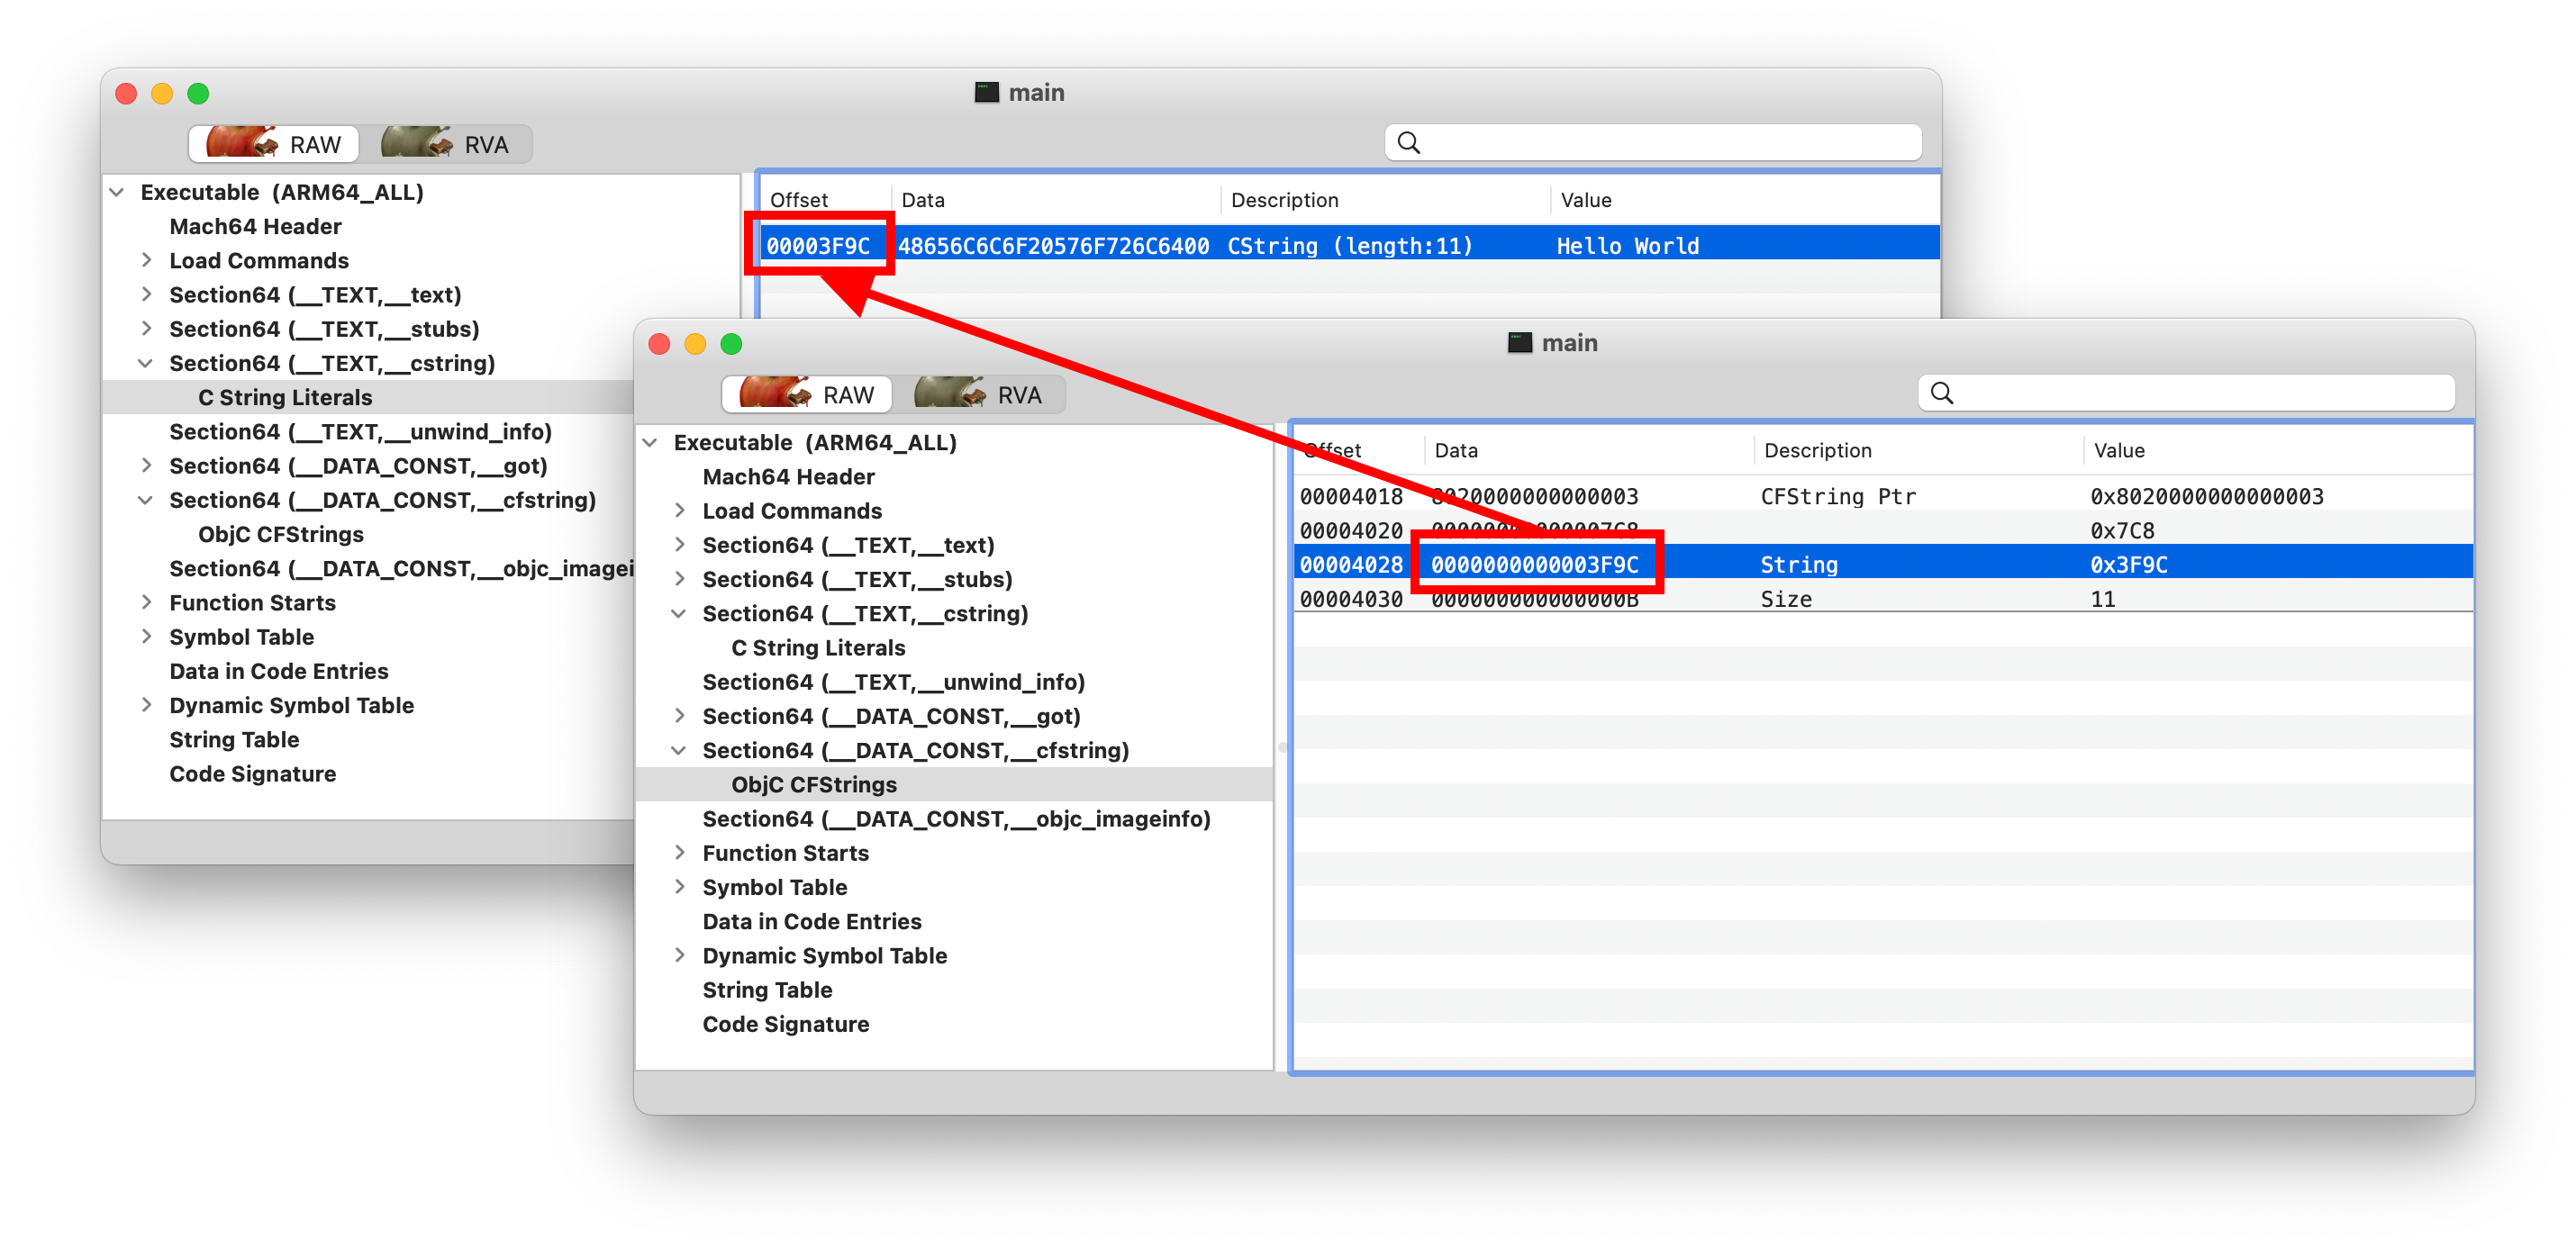 main
RAW RVA
Executable (ARM64_ALL)
Mach64 Header
Load Commands
Section64 (__TEXT,__text)
Section64 (__TEXT,__stubs)
Section64 (__TEXT,__cstring)
C String Literals
Section64 (__TEXT,__unwind_info)
Section64 (__DATA_CONST,__got)
Section64 (__DATA_CONST,__cfstring)
ObjC CFStrings
Section64 (__DATA_CONST,__objc_imagei
Function Starts
Symbol Table
Data in Code Entries
Dynamic Symbol Table
String Table
Code Signature
Offset Data Description Value
00003F9C 48656C6C6F20576F726C6400 CString (length:11) Hello World
main
RAW RVA
Executable (ARM64_ALL)
Mach64 Header
Load Commands
Section64 (__TEXT,__text)
Section64 (__TEXT,__stubs)
Section64 (__TEXT,__cstring)
C String Literals
Section64 (__TEXT,__unwind_info)
Section64 (__DATA_CONST,__got)
Section64 (__DATA_CONST,__cfstring)
ObjC CFStrings
Section64 (__DATA_CONST,__objc_imageinfo)
Function Starts
Symbol Table
Data in Code Entries
Dynamic Symbol Table
String Table
Code Signature
Offset Data Description Value
00004018 8020000000000003 CFString Ptr 0x8020000000000003
00004020 00000000000007C8 0x7C8
00004028 0000000000003F9C String 0x3F9C
00004030 000000000000000B Size 11